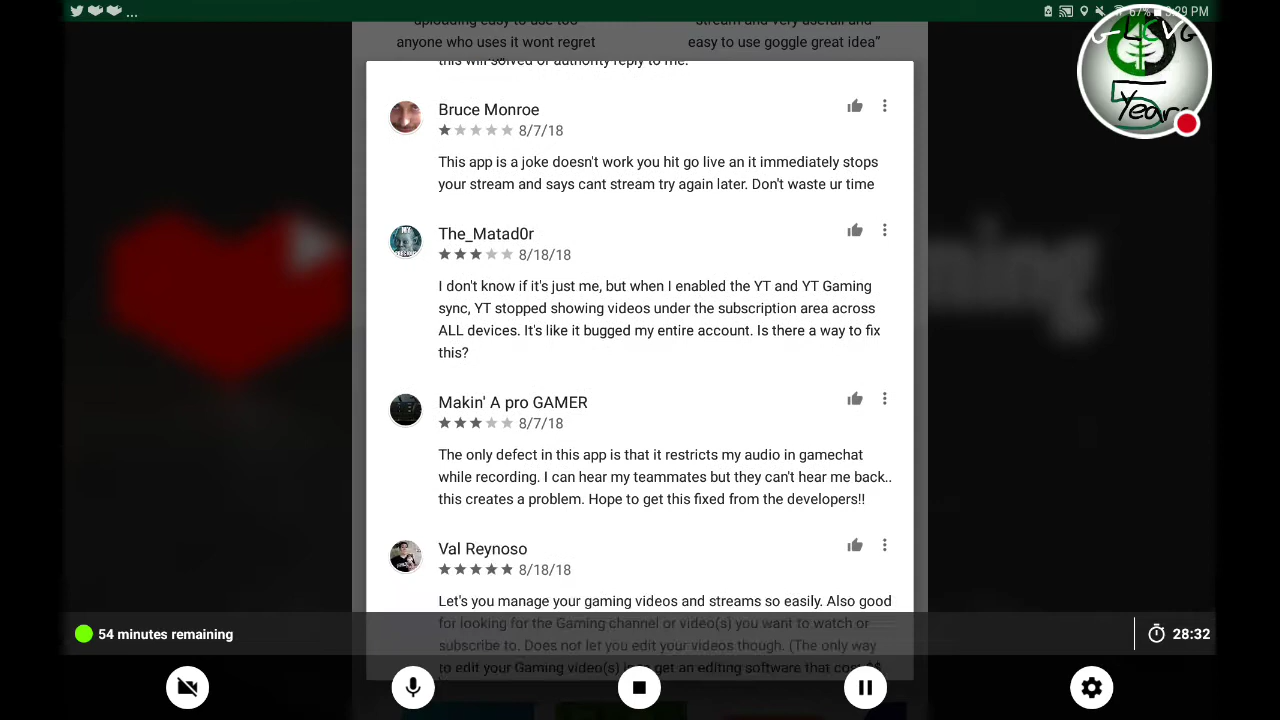 ...
67% 3:29 PM
uploading easy to use too
stream and very usefull and
anyone who uses it wont regret
easy to use goggle great idea"
this will solved or authority reply to me.
G-LSVG
5 Years
Bruce Monroe
8/7/18
This app is a joke doesn't work you hit go live an it immediately stops
your stream and says cant stream try again later. Don't waste ur time
The_Matad0r
8/18/18
I don't know if it's just me, but when I enabled the YT and YT Gaming
sync, YT stopped showing videos under the subscription area across
ALL devices. It's like it bugged my entire account. Is there a way to fix
this?
ming
Makin' A pro GAMER
8/7/18
The only defect in this app is that it restricts my audio in gamechat
while recording. I can hear my teammates but they can't hear me back..
this creates a problem. Hope to get this fixed from the developers!!
Val Reynoso
8/18/18
Let's you manage your gaming videos and streams so easily. Also good
for looking for the Gaming channel or video(s) you want to watch or
subscribe to. Does not let you edit your videos though. (The only way
to edit your Gaming video(s) is se get an editing software that cost $$
54 minutes remaining
28:32